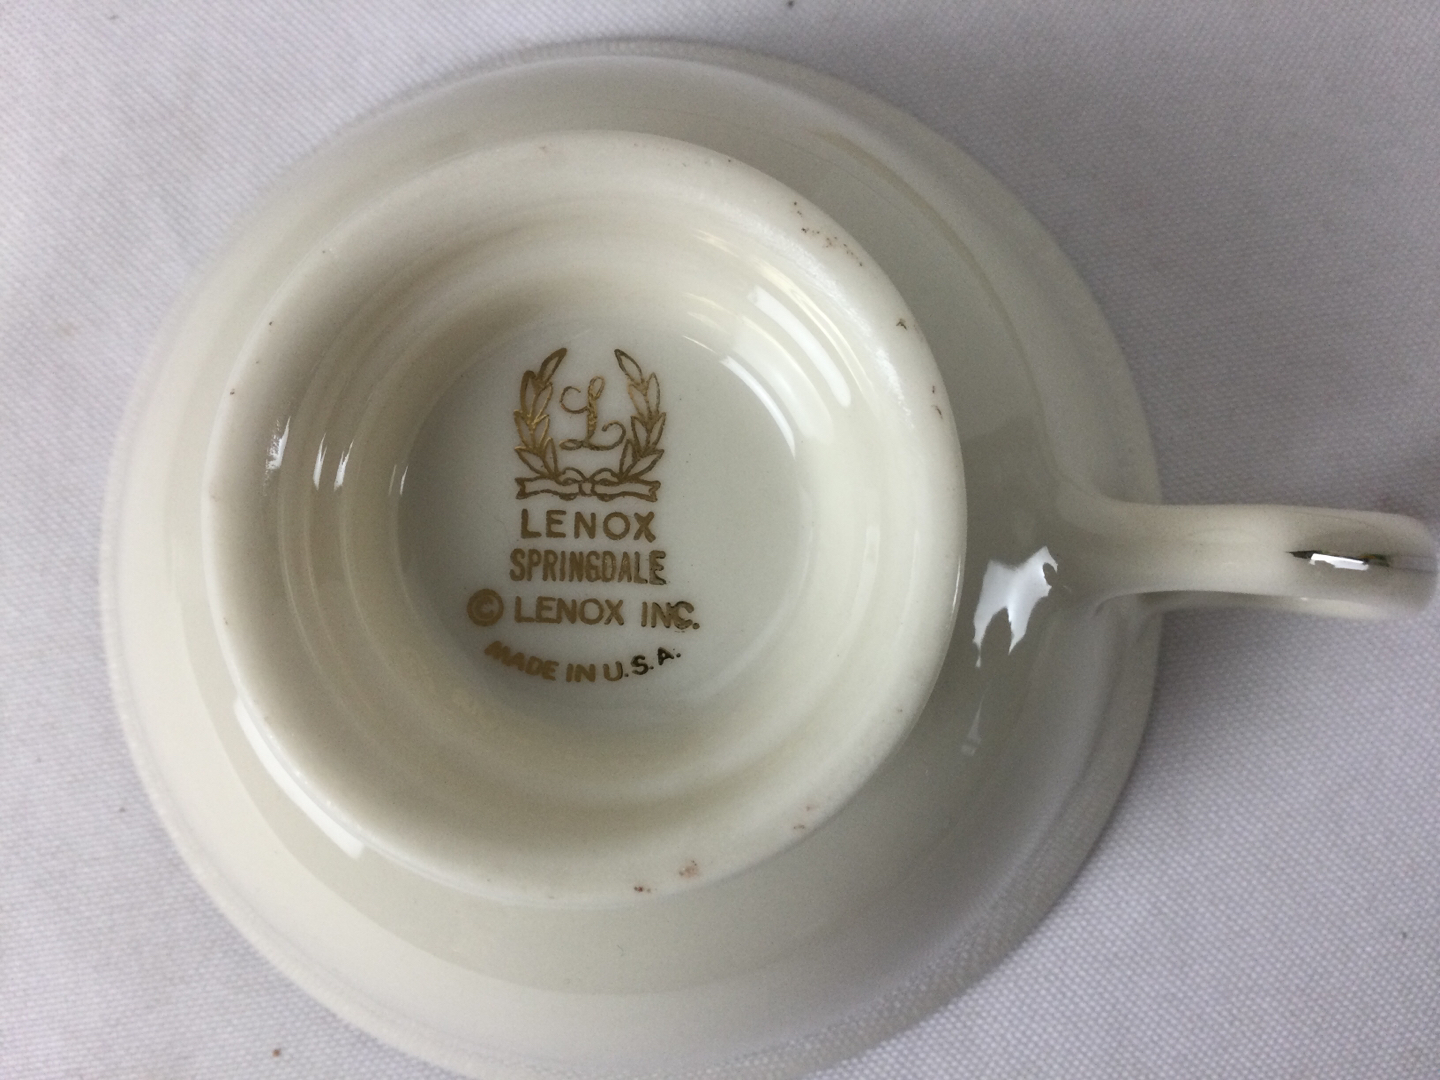 L
LENOX
SPRINGDALE
© LENOX INC.
MADE IN U.S.A.